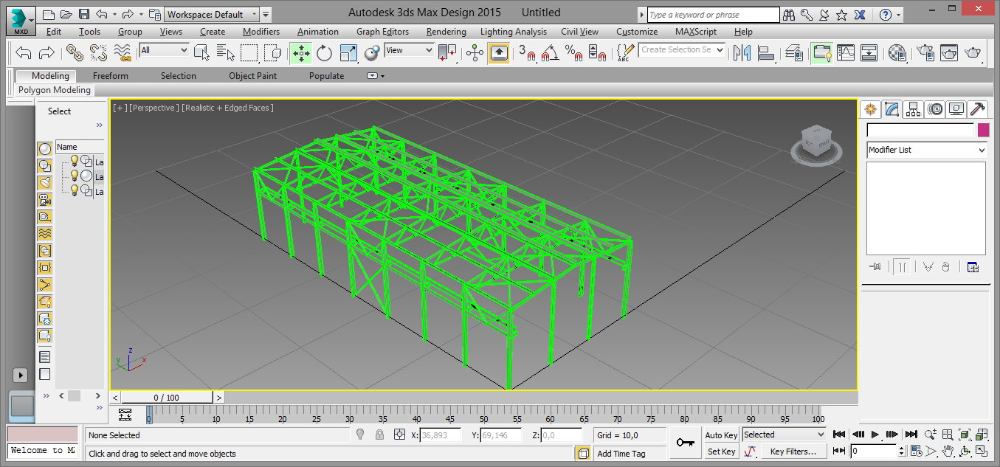 Autodesk 3ds Max Design 2015 Untitled
MXD
Workspace: Default
Type a keyword or phrase
Edit Tools Group Views Create Modifiers Animation Graph Editors Rendering Lighting Analysis Civil View Customize MAXScript Help
All
View
3
ABC
Create Selection Se
Modeling Freeform Selection Object Paint Populate
Polygon Modeling
Select
[+] [Perspective] [Realistic + Edged Faces]
Name
La
La
La
Modifier List
z
y x
0 / 100
0 5 10 15 20 25 30 35 40 45 50 55 60 65 70 75 80 85 90 95 100
None Selected
X: 36,893 Y: 69,146 Z: 0,0
Grid = 10,0
Auto Key Selected
Welcome to MA
Click and drag to select and move objects
Add Time Tag
Set Key Key Filters...
0